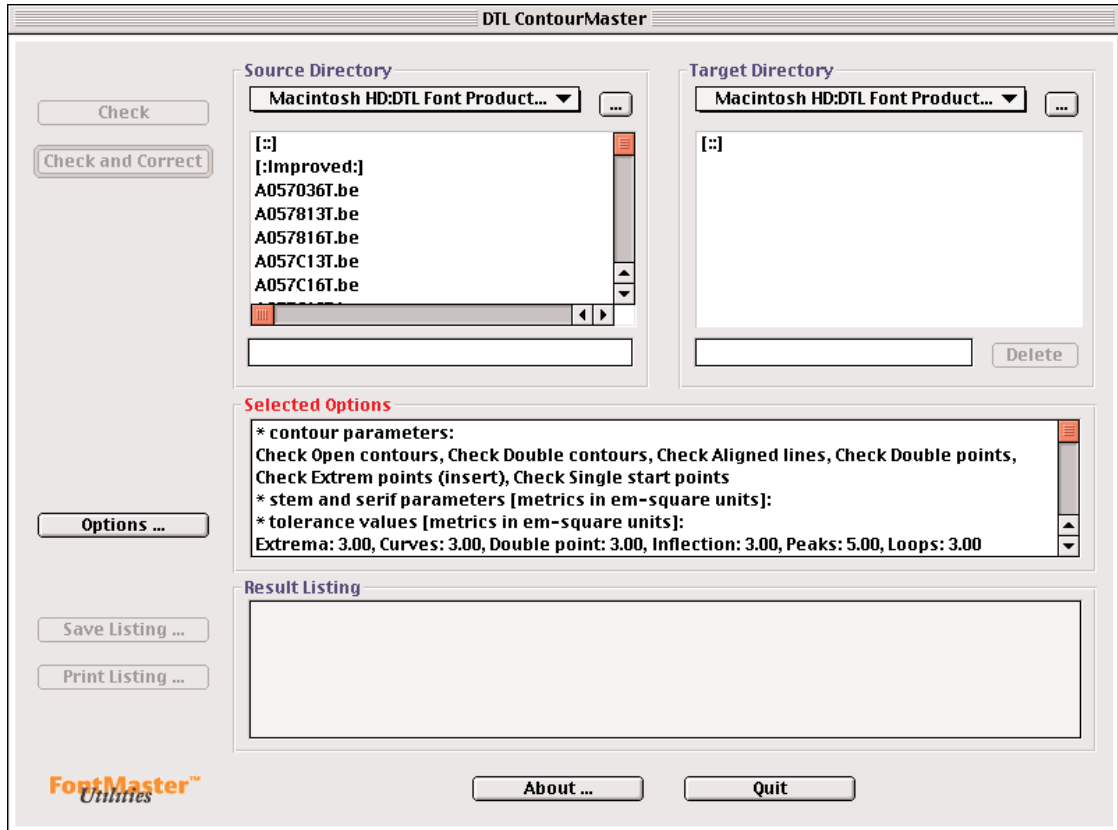 DTL ContourMaster
Source Directory
Target Directory
Macintosh HD:DTL Font Product... ▼
...
Macintosh HD:DTL Font Product... ▼
...
Check
Check and Correct
[::]
[:Improved:]
A057036T.be
A057813T.be
A057816T.be
A057C13T.be
A057C16T.be
[::]
Delete
Selected Options
* contour parameters:
Check Open contours, Check Double contours, Check Aligned lines, Check Double points,
Check Extrem points (insert), Check Single start points
* stem and serif parameters [metrics in em-square units]:
* tolerance values [metrics in em-square units]:
Extrema: 3.00, Curves: 3.00, Double point: 3.00, Inflection: 3.00, Peaks: 5.00, Loops: 3.00
Options ...
Result Listing
Save Listing ...
Print Listing ...
FontMaster™
Utilities
About ...
Quit